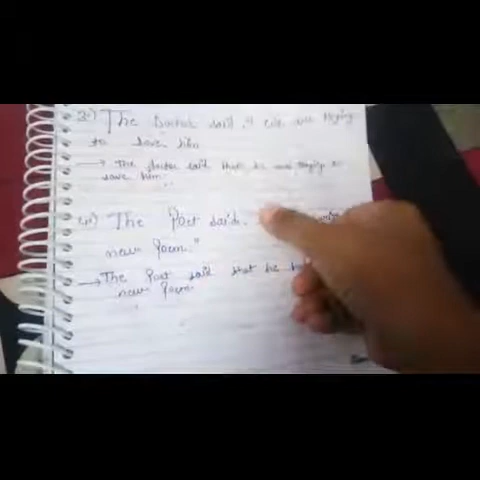 3.) The Doctor said, "we are trying
to save him
→ The doctor said that he was trying to
save him.
4.) The Poet said.
new Poem."
→ The Poet said that he
new Poem